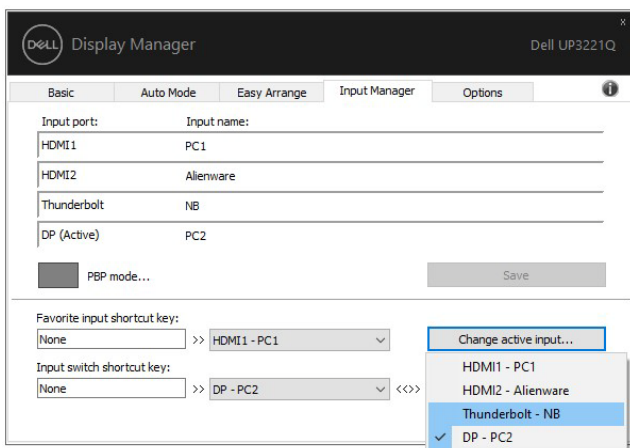 x
DELL Display Manager Dell UP3221Q
Basic Auto Mode Easy Arrange Input Manager Options i
Input port: Input name:
HDMI1 PC1
HDMI2 Alienware
Thunderbolt NB
DP (Active) PC2
PBP mode... Save
Favorite input shortcut key:
None >> HDMI1 - PC1 Change active input...
Input switch shortcut key:
None >> DP - PC2 <<>>
HDMI1 - PC1
HDMI2 - Alienware
Thunderbolt - NB
DP - PC2